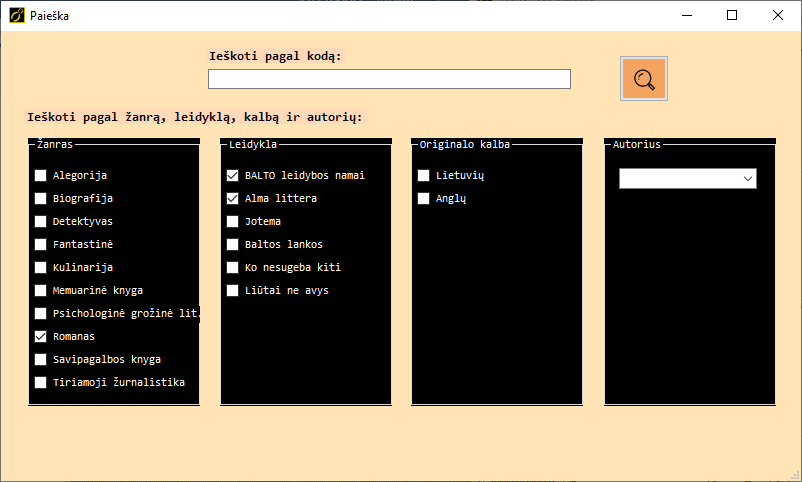 Paieška
Ieškoti pagal kodą:
Ieškoti pagal žanrą, leidyklą, kalbą ir autorių:
Žanras
Alegorija
Biografija
Detektyvas
Fantastinė
Kulinarija
Memuarinė knyga
Psichologinė grožinė lit.
Romanas
Savipagalbos knyga
Tiriamoji žurnalistika
Leidykla
BALTO leidybos namai
Alma littera
Jotema
Baltos lankos
Ko nesugeba kiti
Liūtai ne avys
Originalo kalba
Lietuvių
Anglų
Autorius